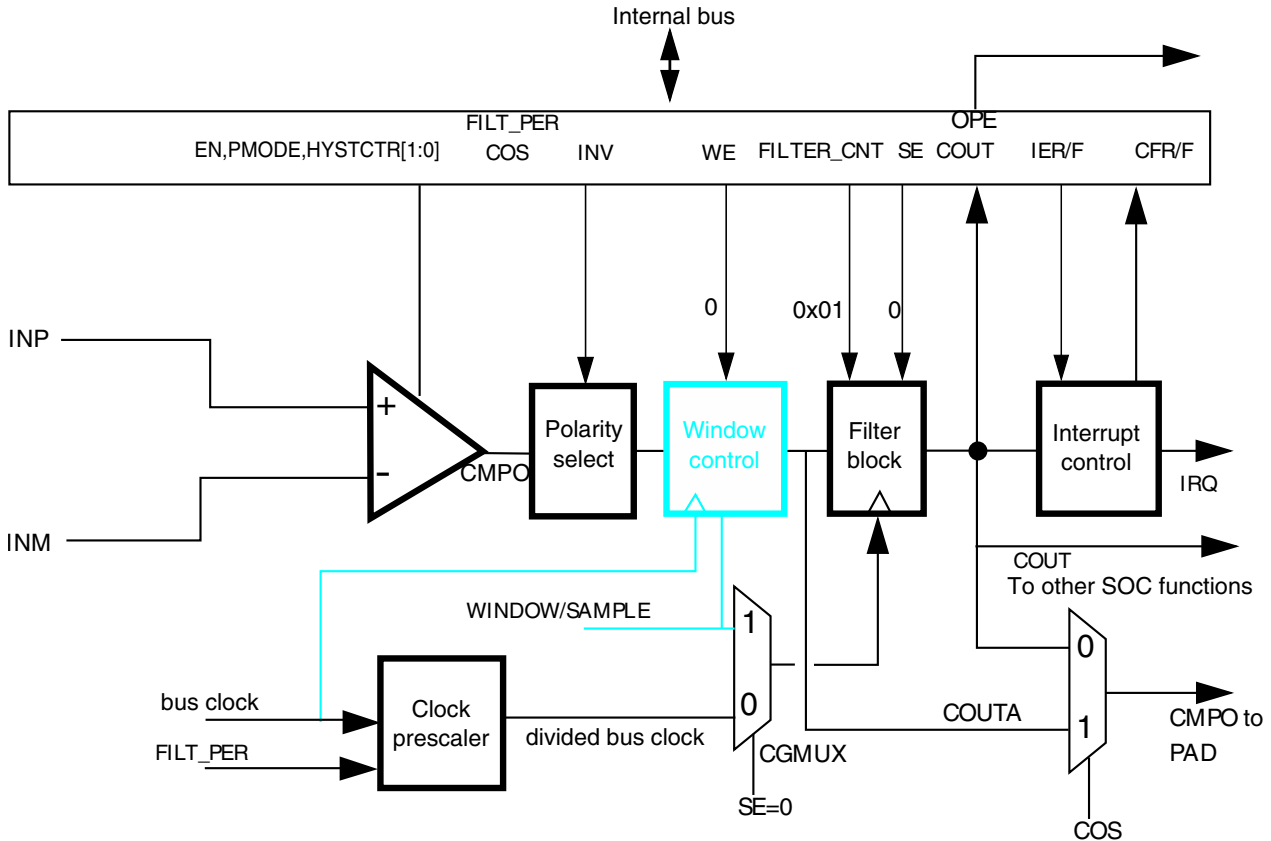 Internal bus
FILT_PER
OPE
EN,PMODE,HYSTCTR[1:0]
COS
INV
WE
FILTER_CNT
SE
COUT
IER/F
CFR/F
0
0x01
0
INP
+
-
INM
CMPO
Polarity
select
Window
control
Filter
block
Interrupt
control
IRQ
COUT
To other SOC functions
WINDOW/SAMPLE
1
0
bus clock
FILT_PER
Clock
prescaler
divided bus clock
CGMUX
SE=0
COUTA
0
1
CMPO to
PAD
COS